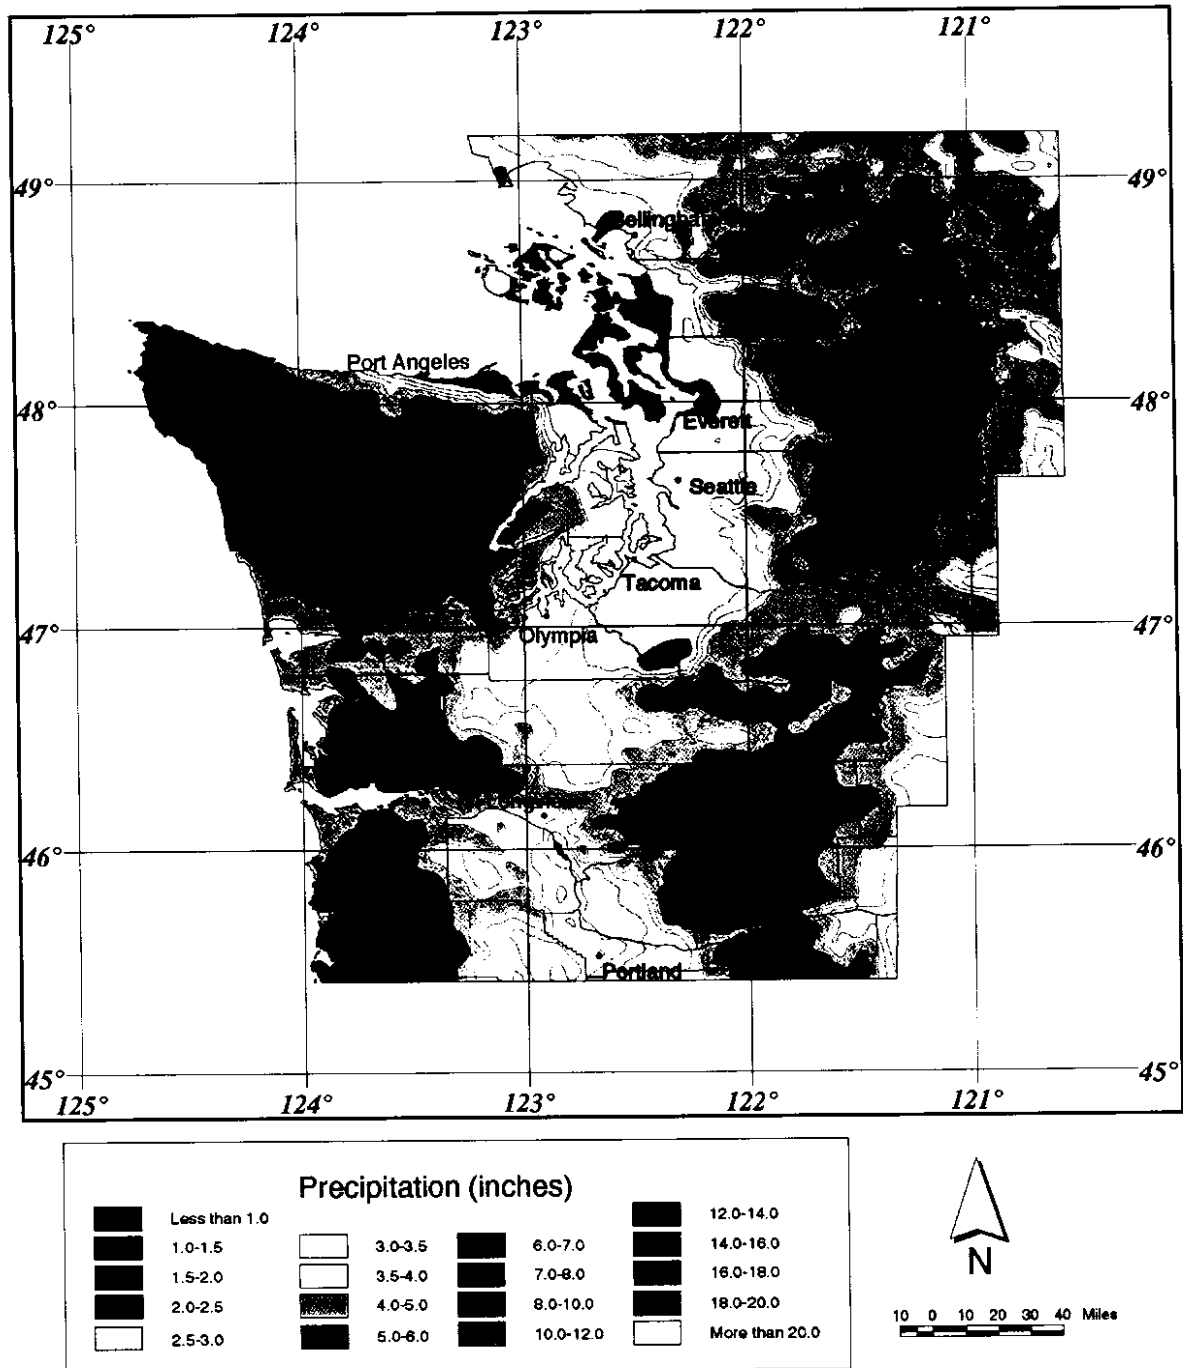 125° 124° 123° 122° 121°
49° 49°
Bellingham
Port Angeles
48° 48°
Everett
Seattle
Tacoma
47° 47°
Olympia
46° 46°
Portland
45° 45°
125° 124° 123° 122° 121°
Precipitation (inches)
Less than 1.0
1.0-1.5
1.5-2.0
2.0-2.5
2.5-3.0
3.0-3.5
3.5-4.0
4.0-5.0
5.0-6.0
6.0-7.0
7.0-8.0
8.0-10.0
10.0-12.0
12.0-14.0
14.0-16.0
16.0-18.0
18.0-20.0
More than 20.0
N
10 0 10 20 30 40 Miles